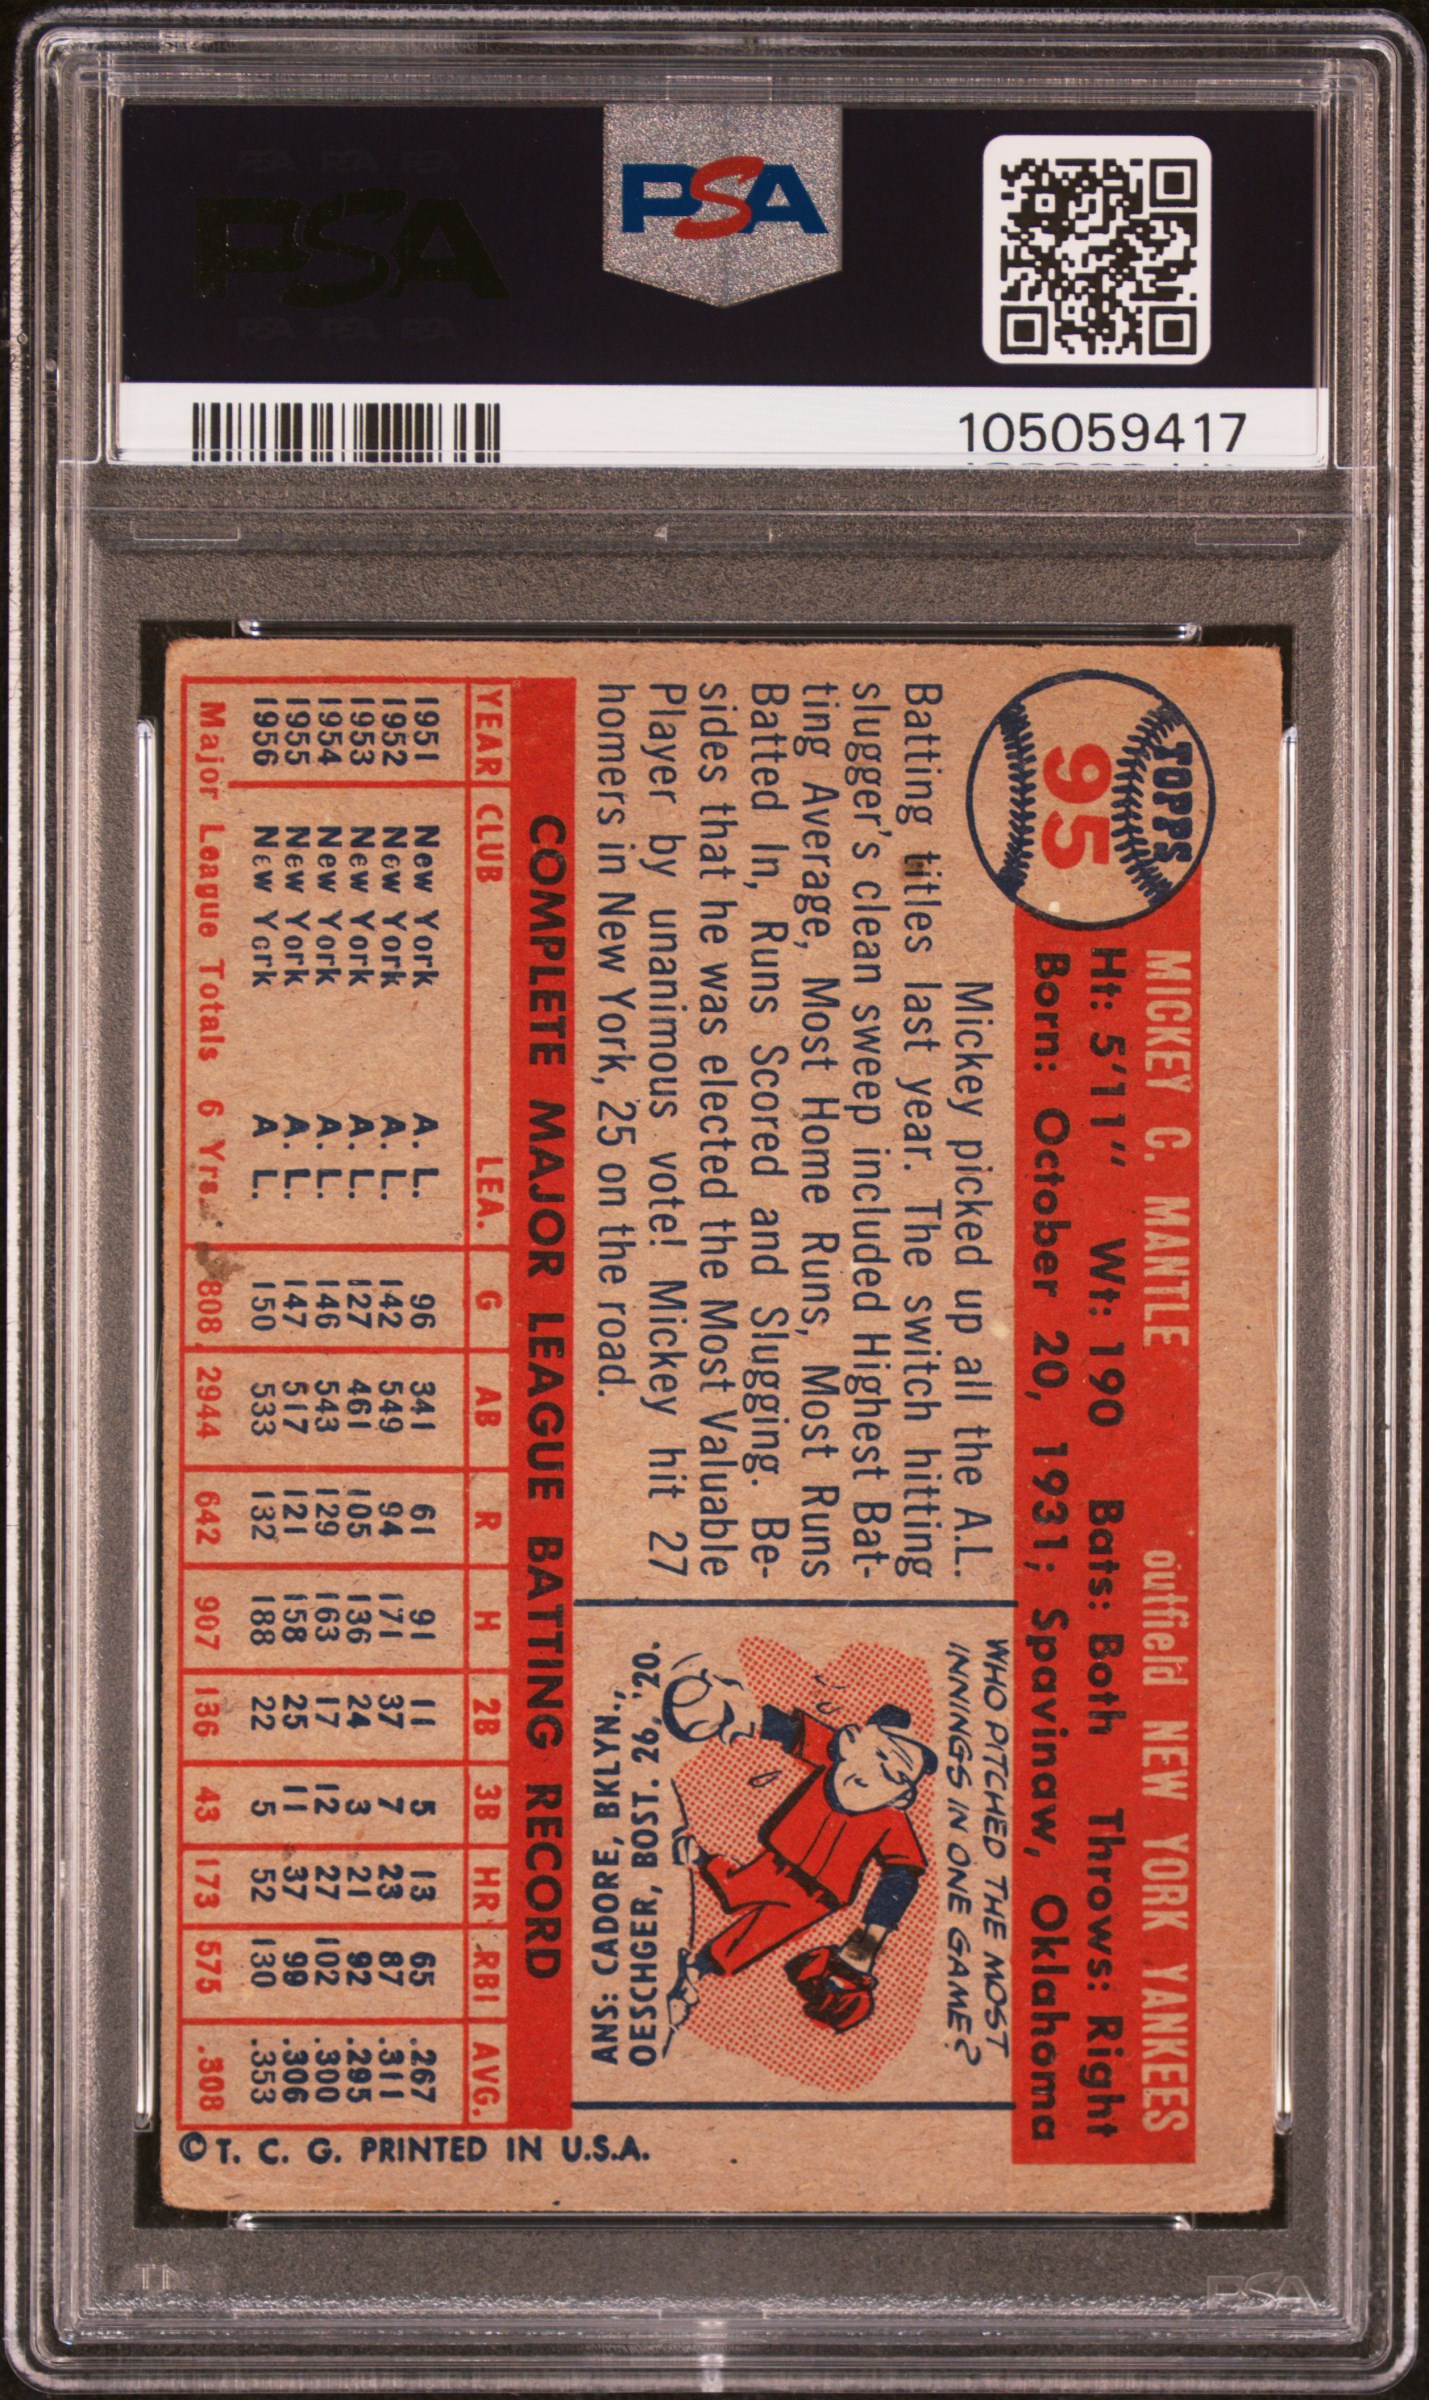 PSA
PSA PSA PSA
PSA
PSA PSA PSA
105059417
TOPPS
95
MICKEY C. MANTLE outfield NEW YORK YANKEES
Ht: 5'11" Wt: 190 Bats: Both Throws: Right
Born: October 20, 1931; Spavinaw, Oklahoma
Mickey picked up all the A.L.
Batting titles last year. The switch hitting
slugger's clean sweep included Highest Bat-
ting Average, Most Home Runs, Most Runs
Batted In, Runs Scored and Slugging. Be-
sides that he was elected the Most Valuable
Player by unanimous vote! Mickey hit 27
homers in New York, 25 on the road.
WHO PITCHED THE MOST
INNINGS IN ONE GAME?
ANS: CADORE, BKLYN.,
OESCHGER, BOST. 26, '20.
COMPLETE MAJOR LEAGUE BATTING RECORD
YEAR CLUB LEA. G AB R H 2B 3B HR RBI AVG.
1951 New York A. L. 96 341 61 91 11 5 13 65 .267
1952 New York A. L. 142 549 94 171 37 7 23 87 .311
1953 New York A. L. 127 461 105 136 24 3 21 92 .295
1954 New York A. L. 146 543 129 163 17 12 27 102 .300
1955 New York A. L. 147 517 121 158 25 11 37 99 .306
1956 New York A L. 150 533 132 188 22 5 52 130 .353
Major League Totals 6 Yrs. 808 2944 642 907 136 43 173 575 .308
© T. C. G. PRINTED IN U.S.A.
PSA